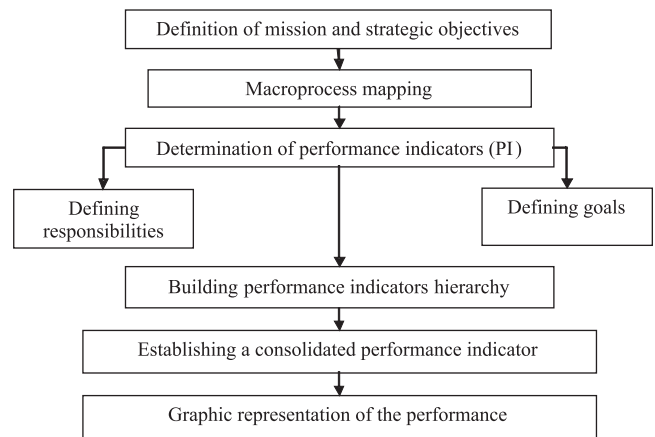 Definition of mission and strategic objectives
Macroprocess mapping
Determination of performance indicators (PI)
Defining
responsibilities
Defining goals
Building performance indicators hierarchy
Establishing a consolidated performance indicator
Graphic representation of the performance